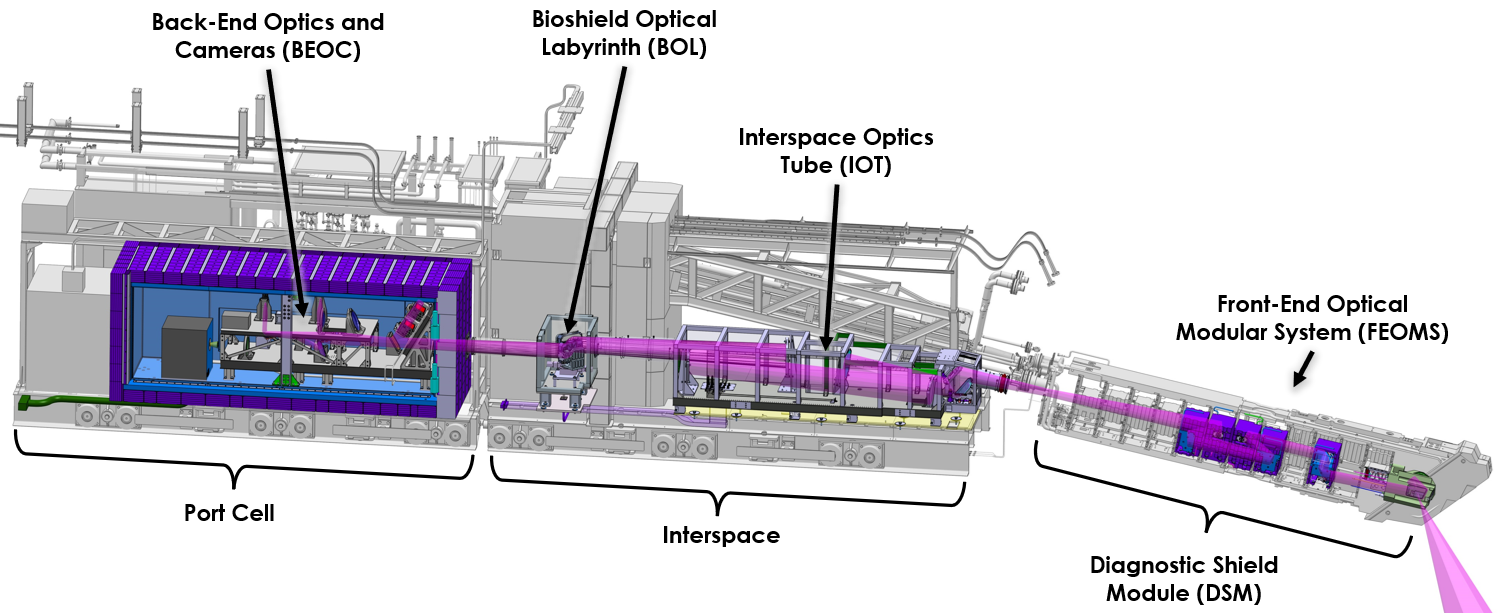 Back-End Optics and
Cameras (BEOC)
Bioshield Optical
Labyrinth (BOL)
Interspace Optics
Tube (IOT)
Front-End Optical
Modular System (FEOMS)
Port Cell
Interspace
Diagnostic Shield
Module (DSM)